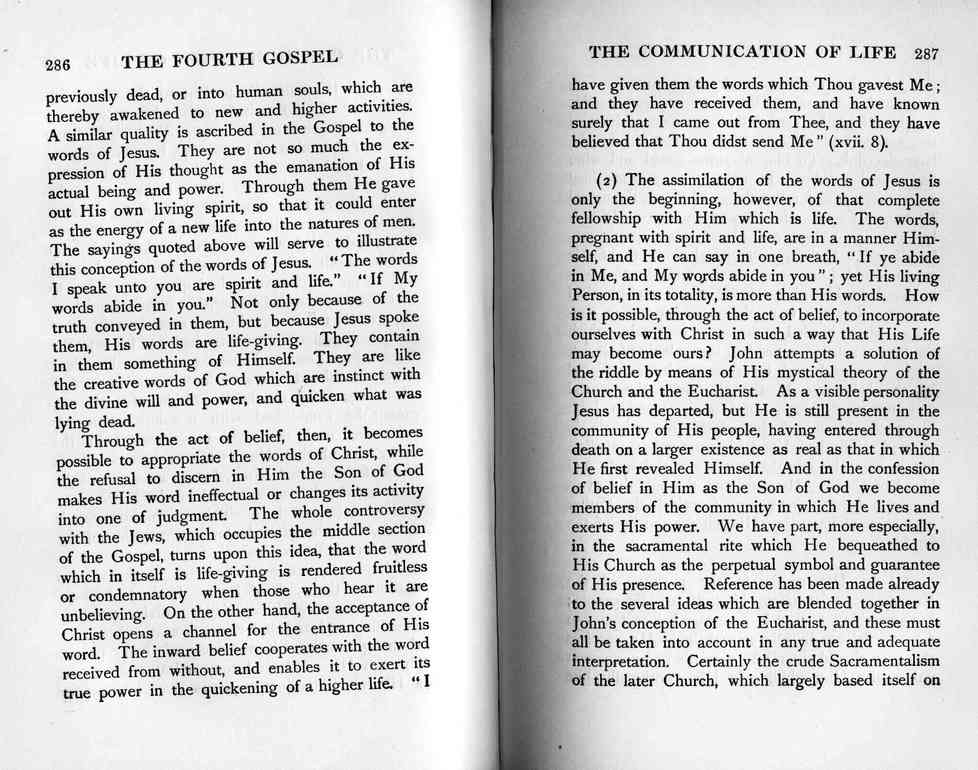 286 THE FOURTH GOSPEL
previously dead, or into human souls, which are
thereby awakened to new and higher activities.
A similar quality is ascribed in the Gospel to the
words of Jesus. They are not so much the ex-
pression of His thought as the emanation of His
actual being and power. Through them He gave
out His own living spirit, so that it could enter
as the energy of a new life into the natures of men.
The sayings quoted above will serve to illustrate
this conception of the words of Jesus. "The words
I speak unto you are spirit and life." "If My
words abide in you." Not only because of the
truth conveyed in them, but because Jesus spoke
them, His words are life-giving. They contain
in them something of Himself. They are like
the creative words of God which are instinct with
the divine will and power, and quicken what was
lying dead.
Through the act of belief, then, it becomes
possible to appropriate the words of Christ, while
the refusal to discern in Him the Son of God
makes His word ineffectual or changes its activity
into one of judgment. The whole controversy
with the Jews, which occupies the middle section
of the Gospel, turns upon this idea, that the word
which in itself is life-giving is rendered fruitless
or condemnatory when those who hear it are
unbelieving. On the other hand, the acceptance of
Christ opens a channel for the entrance of His
word. The inward belief cooperates with the word
received from without, and enables it to exert its
true power in the quickening of a higher life. "I
THE COMMUNICATION OF LIFE 287
have given them the words which Thou gavest Me;
and they have received them, and have known
surely that I came out from Thee, and they have
believed that Thou didst send Me" (xvii. 8).
(2) The assimilation of the words of Jesus is
only the beginning, however, of that complete
fellowship with Him which is life. The words,
pregnant with spirit and life, are in a manner Him-
self, and He can say in one breath, "If ye abide
in Me, and My words abide in you"; yet His living
Person, in its totality, is more than His words. How
is it possible, through the act of belief, to incorporate
ourselves with Christ in such a way that His Life
may become ours? John attempts a solution of
the riddle by means of His mystical theory of the
Church and the Eucharist. As a visible personality
Jesus has departed, but He is still present in the
community of His people, having entered through
death on a larger existence as real as that in which
He first revealed Himself. And in the confession
of belief in Him as the Son of God we become
members of the community in which He lives and
exerts His power. We have part, more especially,
in the sacramental rite which He bequeathed to
His Church as the perpetual symbol and guarantee
of His presence. Reference has been made already
to the several ideas which are blended together in
John's conception of the Eucharist, and these must
all be taken into account in any true and adequate
interpretation. Certainly the crude Sacramentalism
of the later Church, which largely based itself on